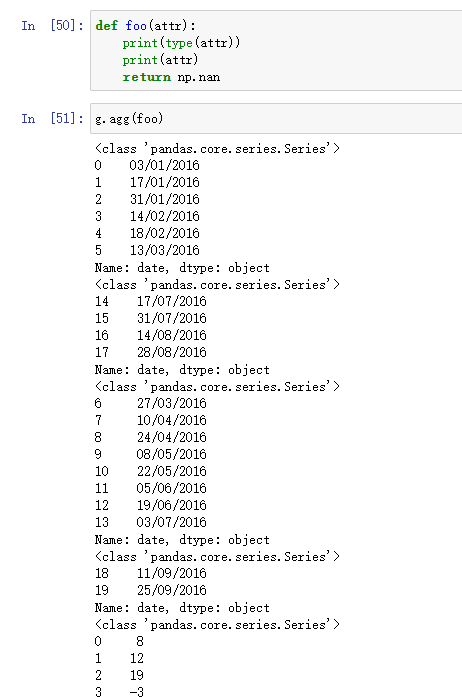 In [50]: def foo(attr):
    print(type(attr))
    print(attr)
    return np.nan
In [51]: g.agg(foo)
<class 'pandas.core.series.Series'>
0    03/01/2016
1    17/01/2016
2    31/01/2016
3    14/02/2016
4    18/02/2016
5    13/03/2016
Name: date, dtype: object
<class 'pandas.core.series.Series'>
14    17/07/2016
15    31/07/2016
16    14/08/2016
17    28/08/2016
Name: date, dtype: object
<class 'pandas.core.series.Series'>
6     27/03/2016
7     10/04/2016
8     24/04/2016
9     08/05/2016
10    22/05/2016
11    05/06/2016
12    19/06/2016
13    03/07/2016
Name: date, dtype: object
<class 'pandas.core.series.Series'>
18    11/09/2016
19    25/09/2016
Name: date, dtype: object
<class 'pandas.core.series.Series'>
0     8
1    12
2    19
3    -3